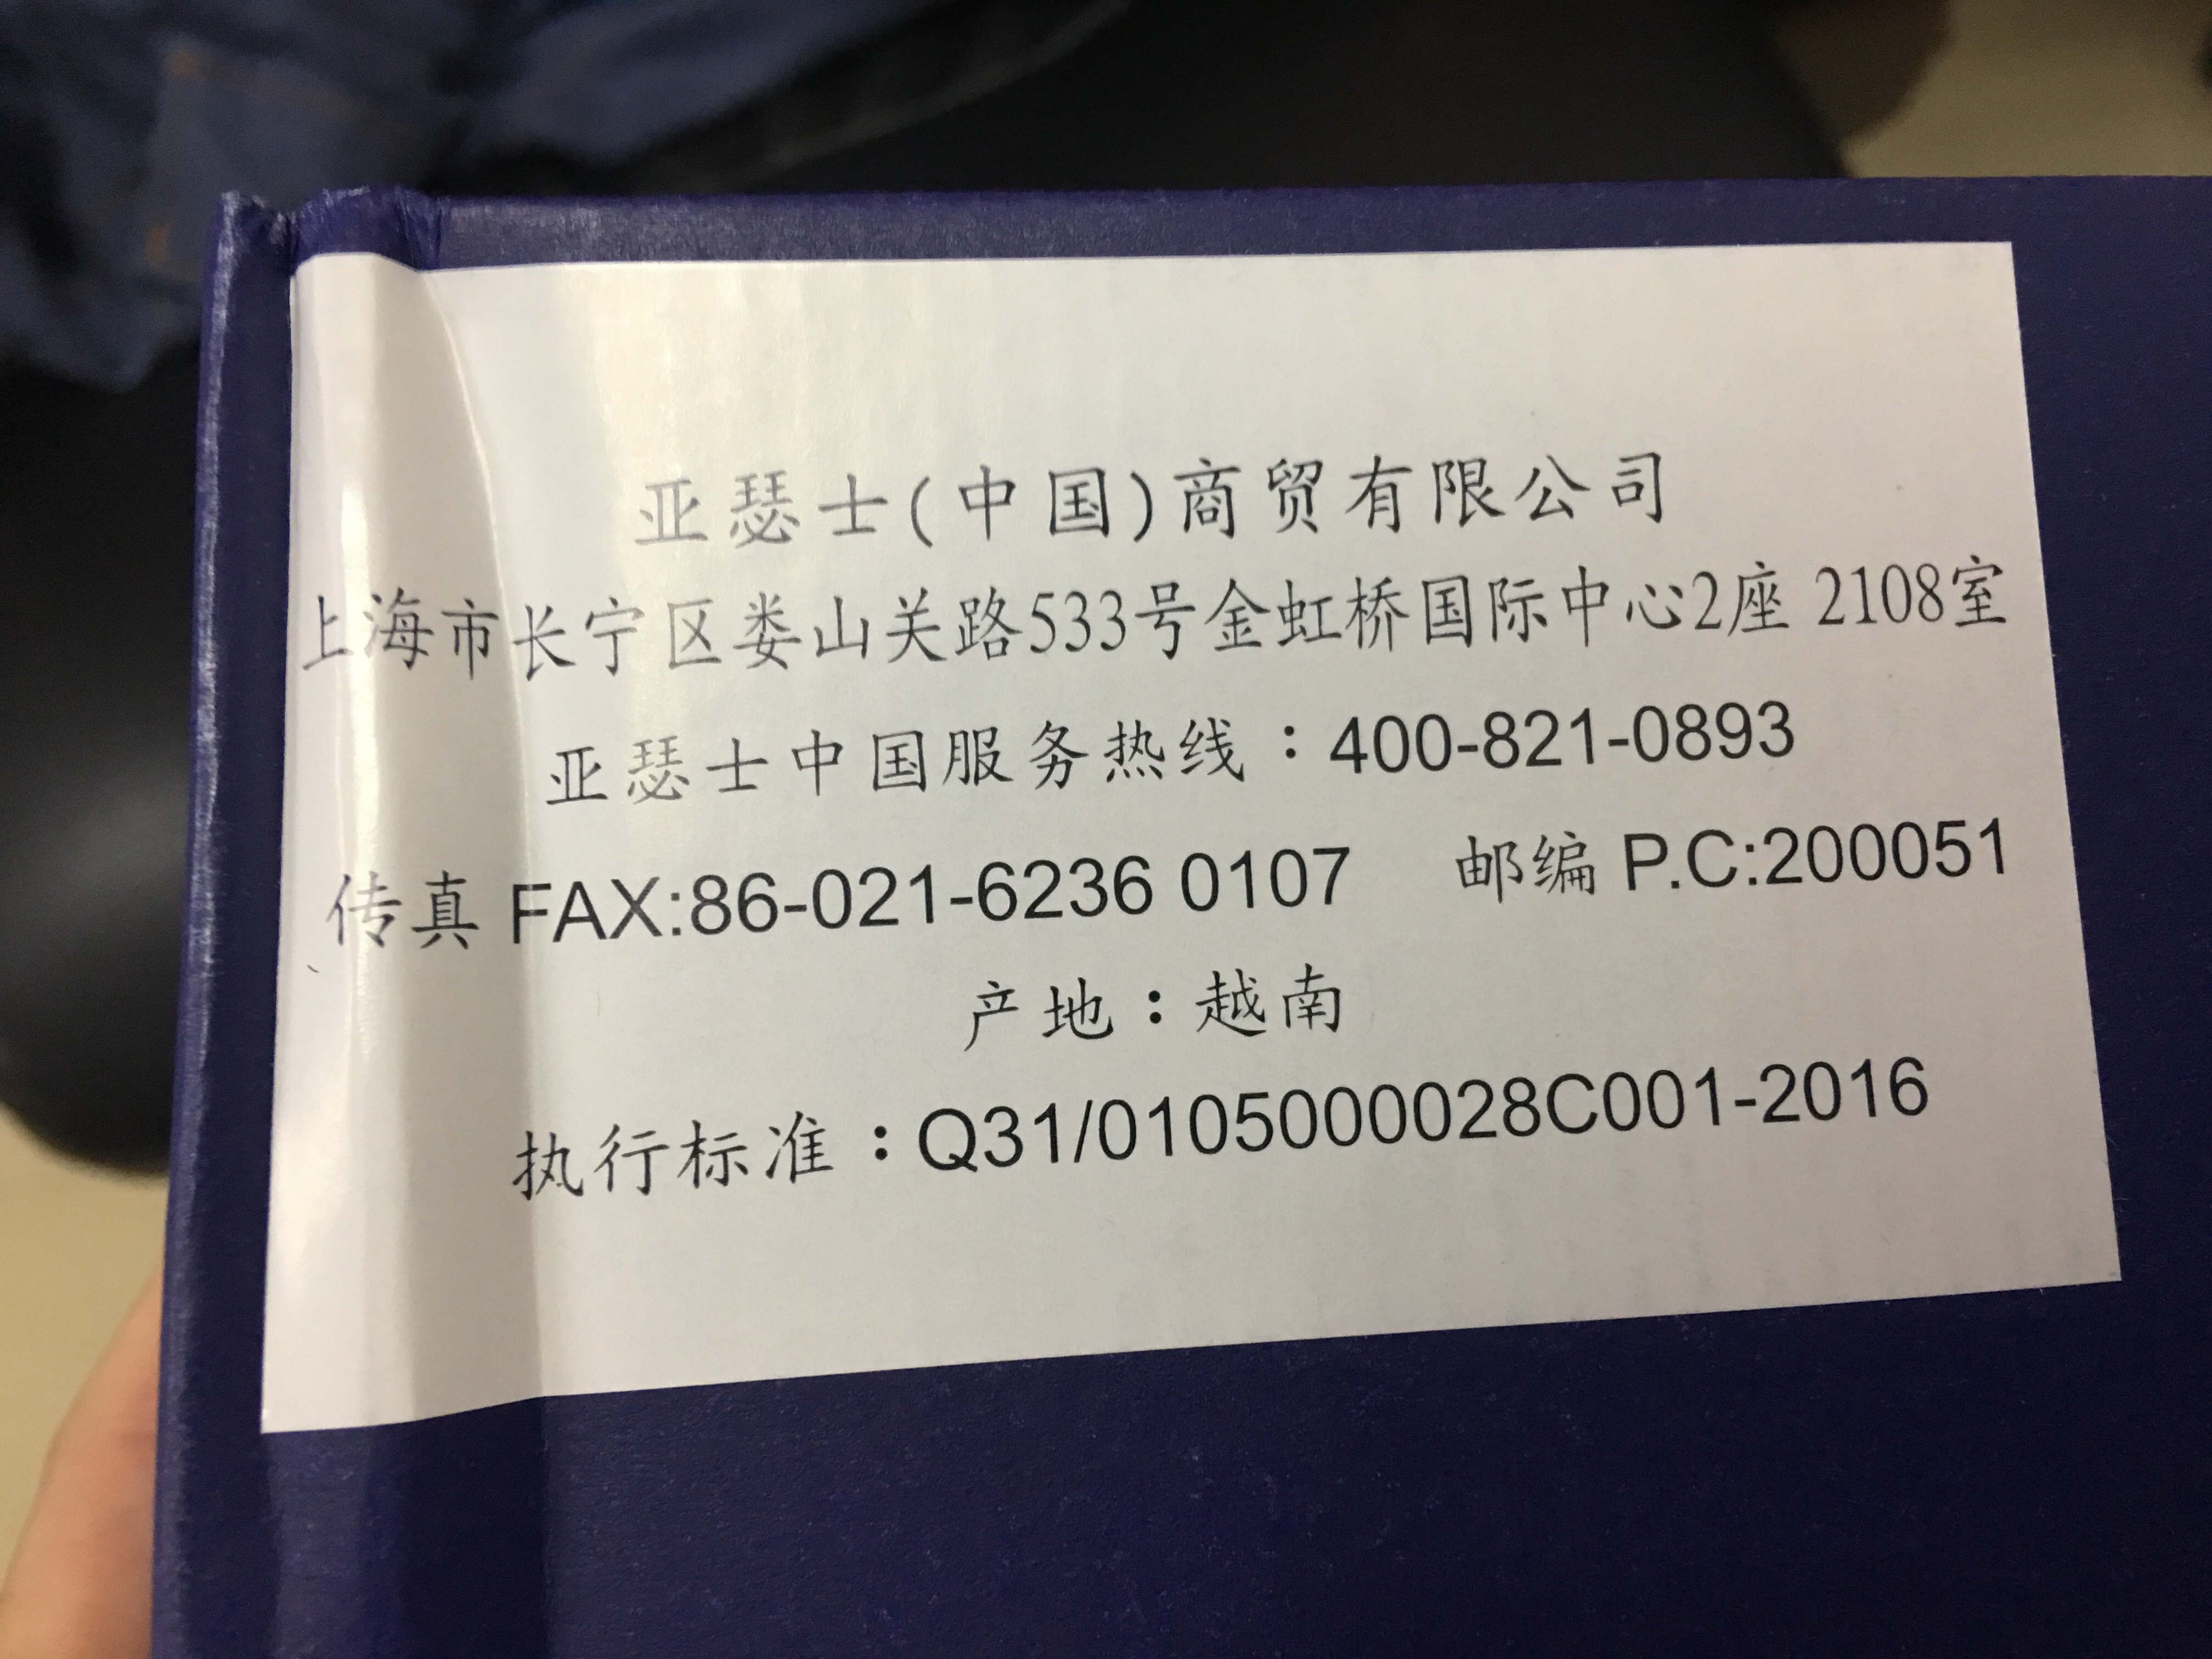 亚瑟士(中国)商贸有限公司
上海市长宁区娄山关路533号金虹桥国际中心2座 2108室
亚瑟士中国服务热线：400-821-0893
传真 FAX:86-021-6236 0107 邮编 P.C:200051
产地：越南
执行标准：Q31/0105000028C001-2016